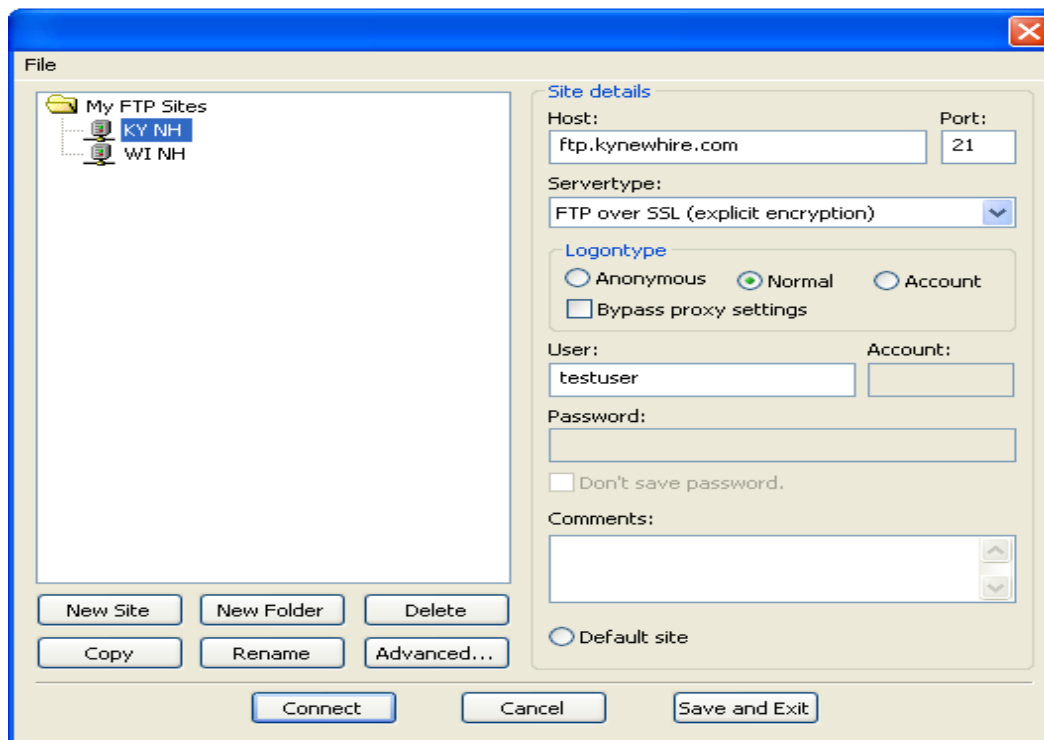 File
My FTP Sites
KY NH
WI NH
New Site New Folder Delete
Copy Rename Advanced...
Site details
Host: Port:
ftp.kynewhire.com 21
Servertype:
FTP over SSL (explicit encryption)
Logontype
Anonymous Normal Account
Bypass proxy settings
User: Account:
testuser
Password:
Don't save password.
Comments:
Default site
Connect Cancel Save and Exit